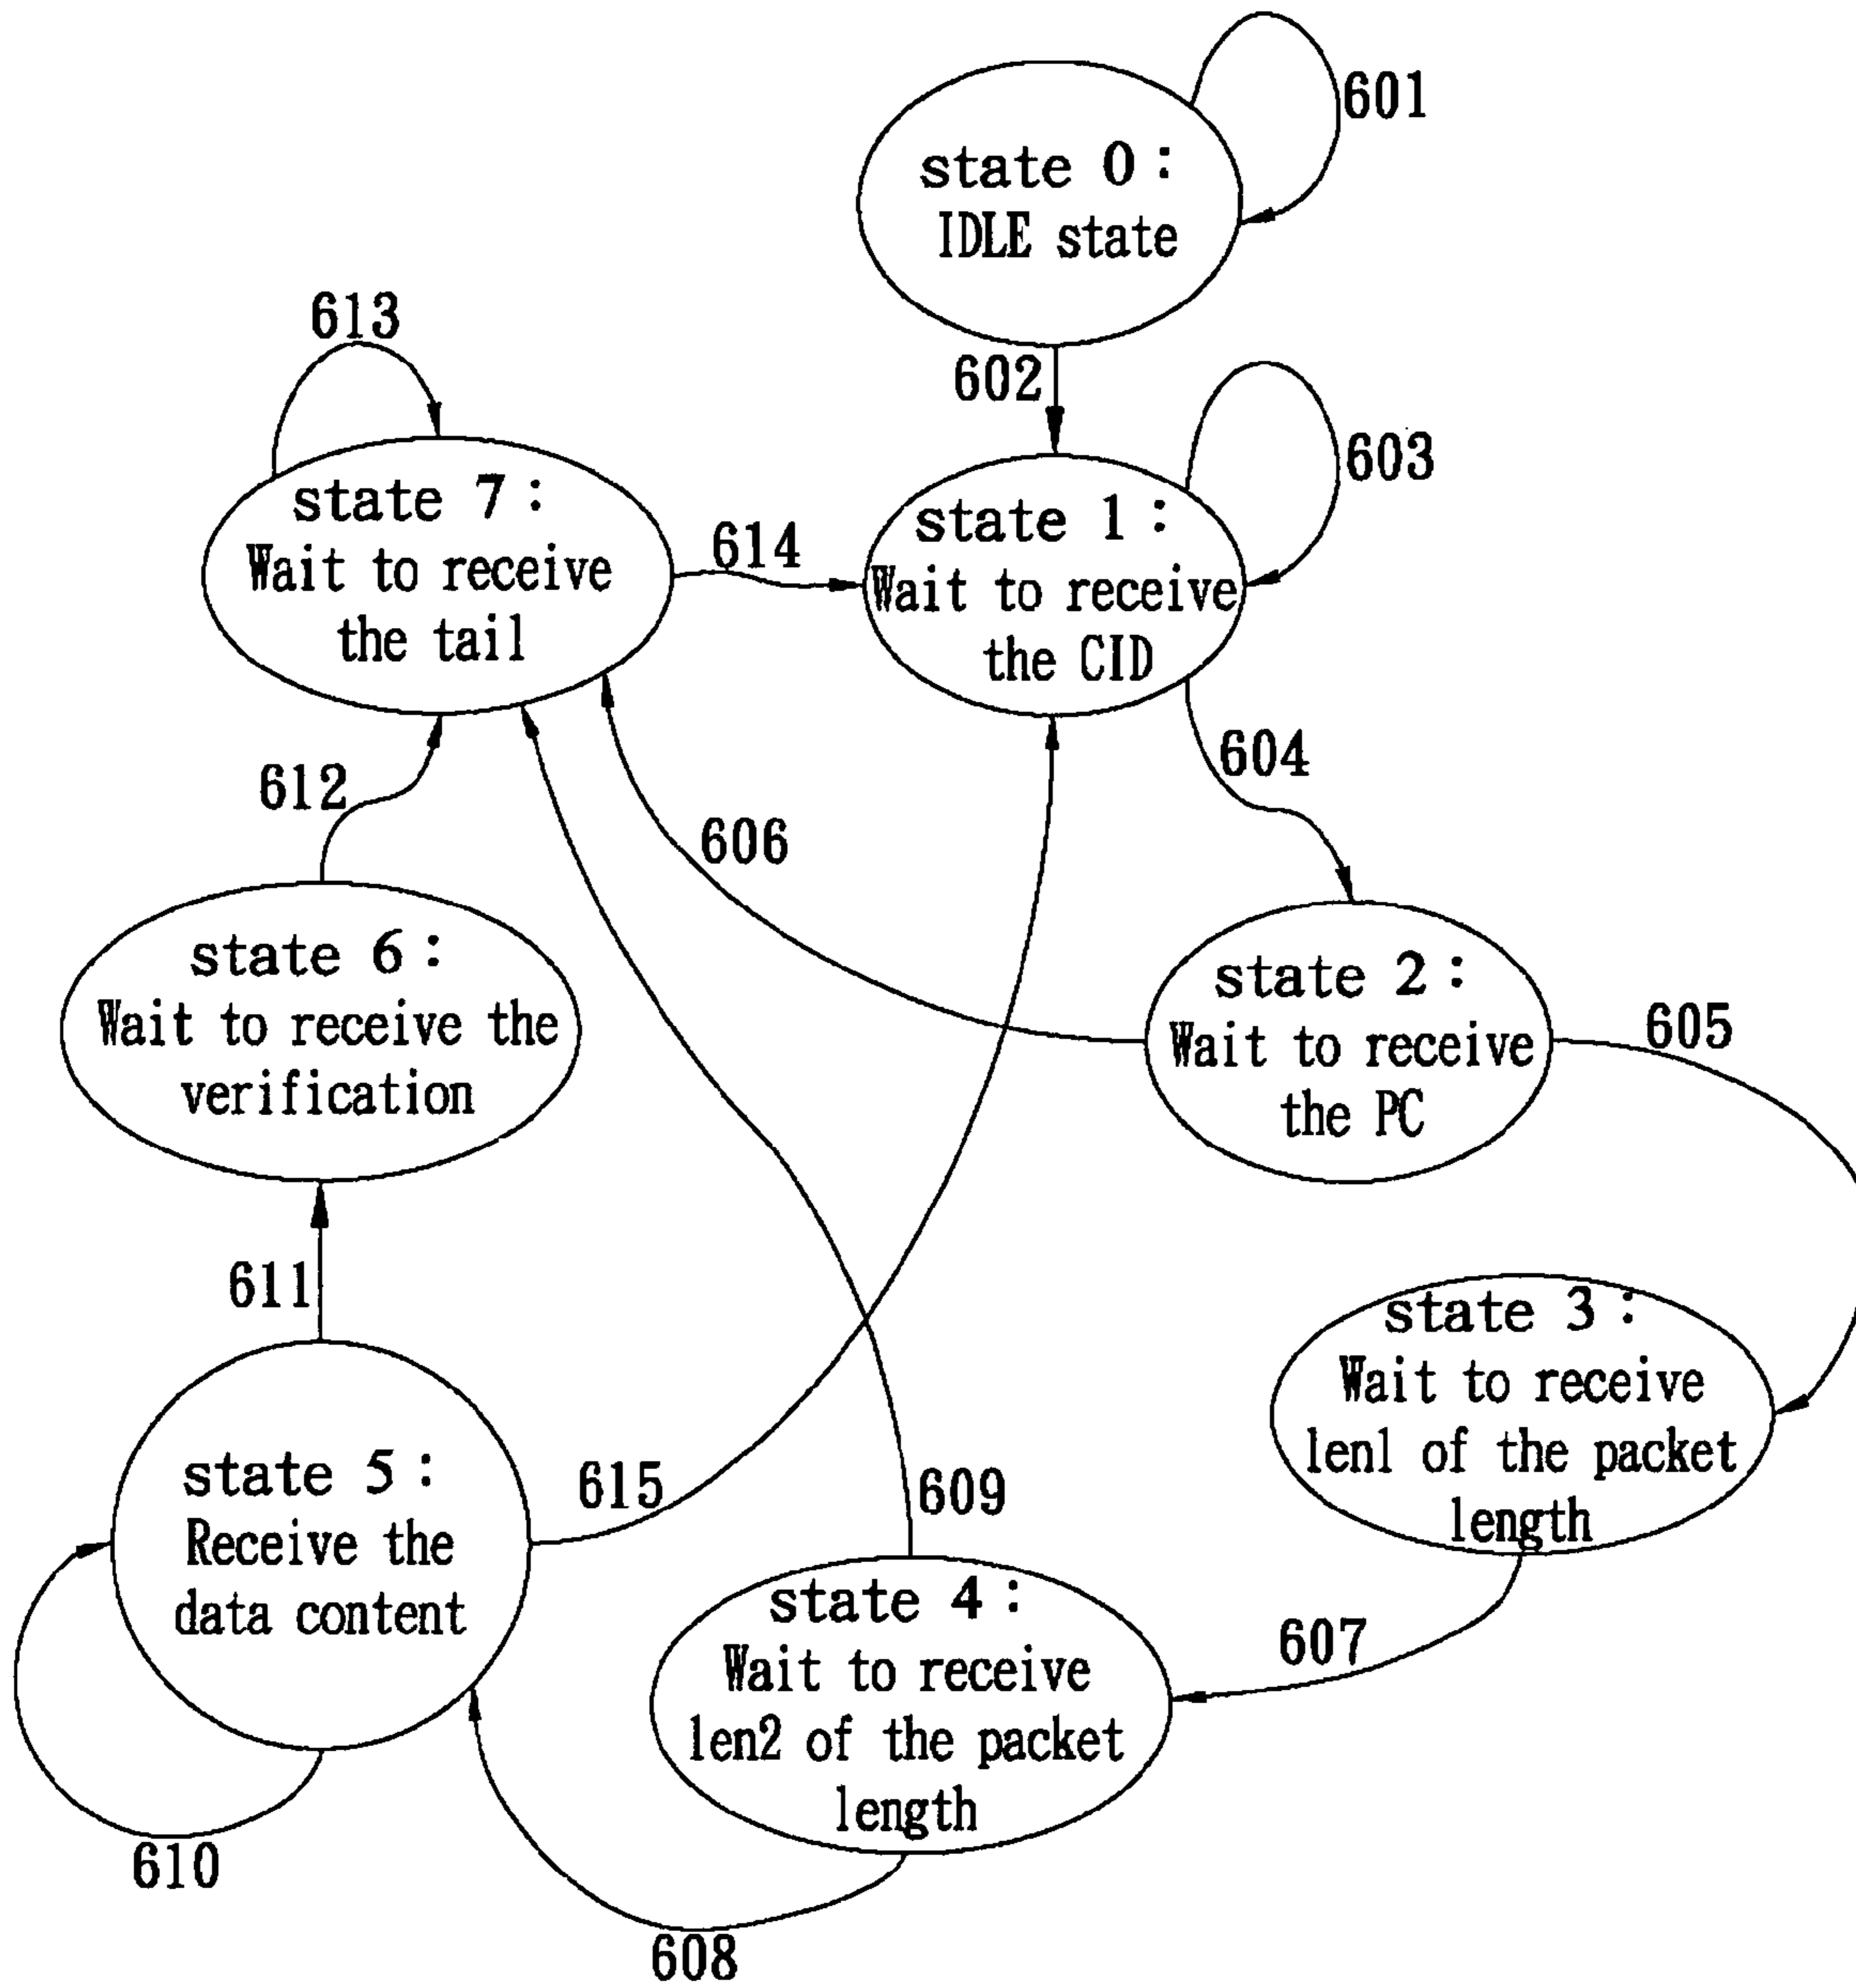 601
state 0:
IDLE state
602
613
603
state 7:
Wait to receive
the tail
614
state 1:
Wait to receive
the CID
604
612
606
state 6:
Wait to receive the
verification
state 2:
Wait to receive
the PC
605
611
state 3:
Wait to receive
len1 of the packet
length
state 5:
Receive the
data content
615
609
state 4:
Wait to receive
len2 of the packet
length
607
610
608